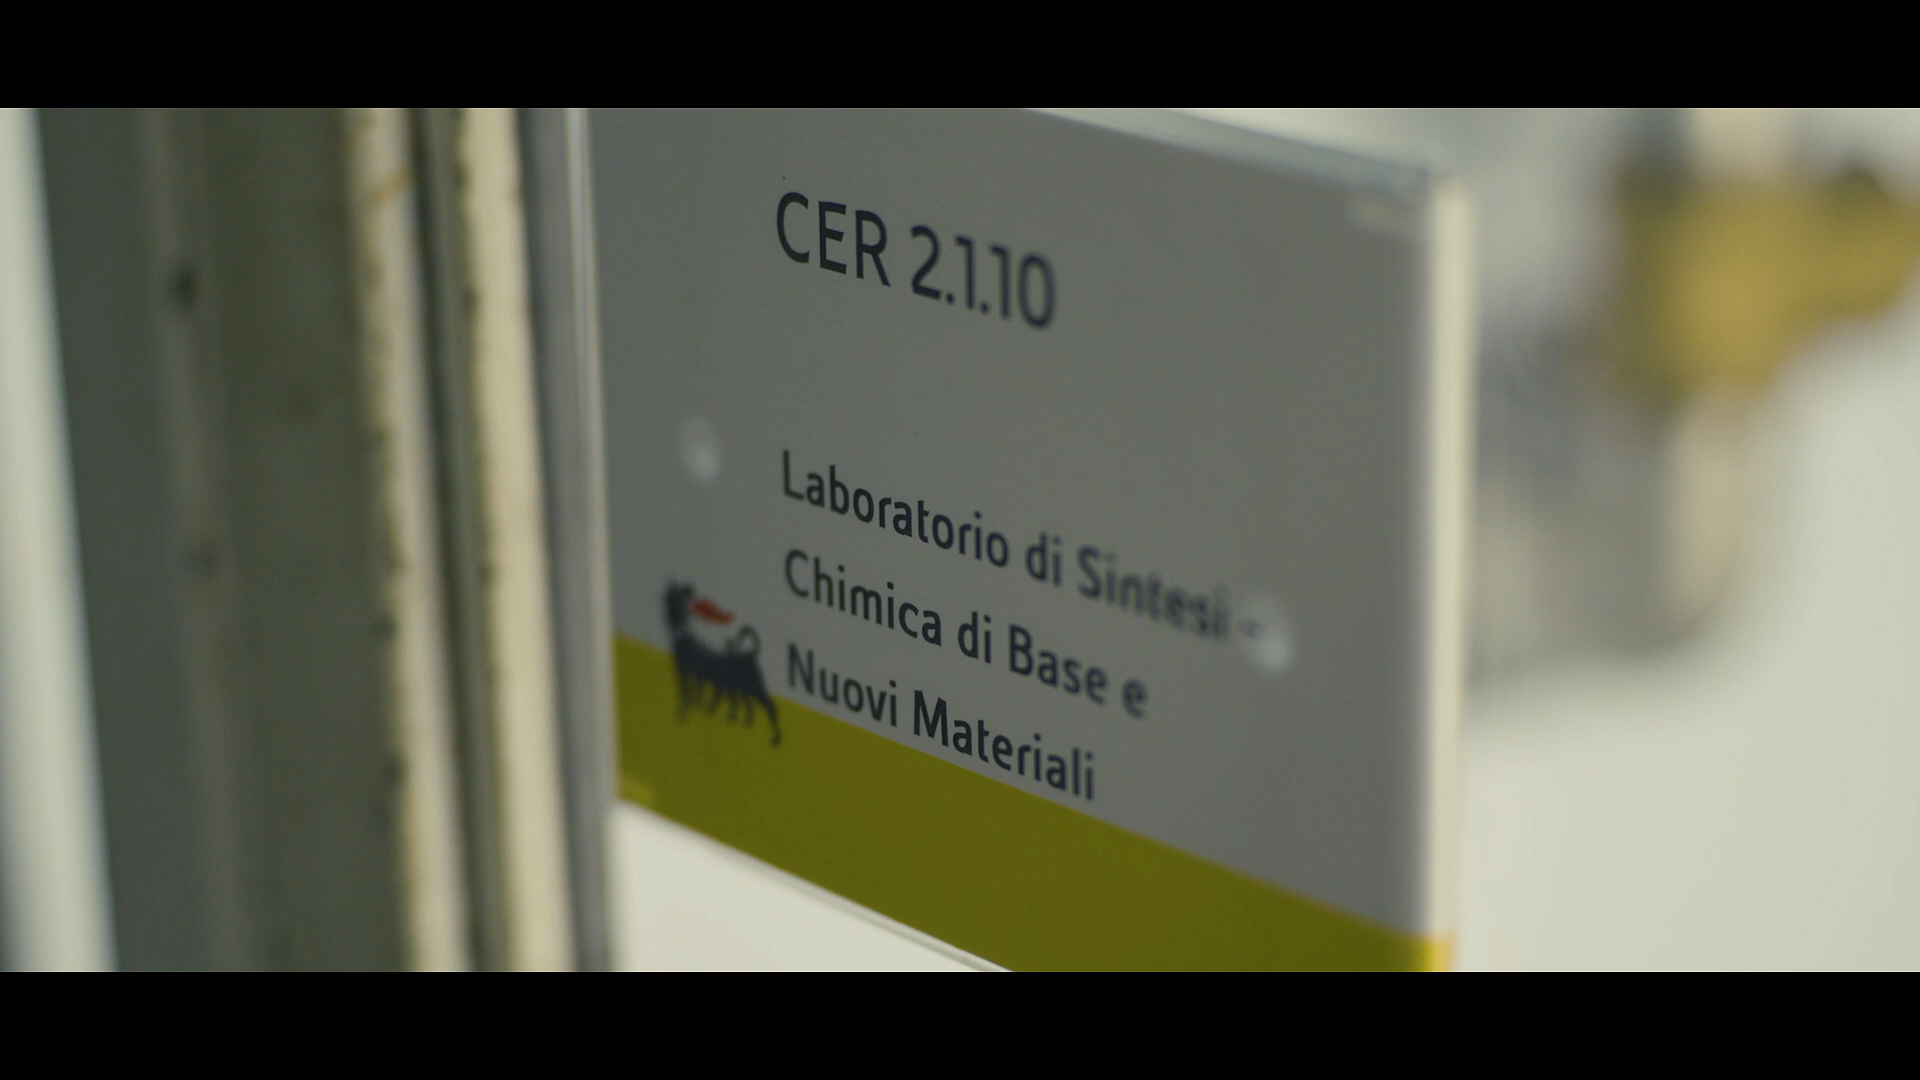 CER 2.1.10
Laboratorio di Sintesi -
Chimica di Base e
Nuovi Materiali